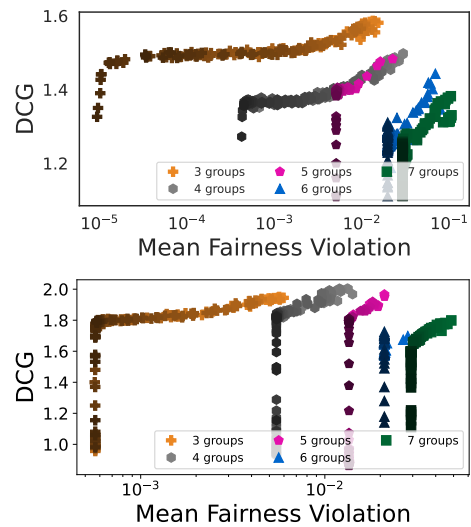 1.6
1.4
1.2
DCG
3 groups 5 groups 7 groups
4 groups 6 groups
10⁻⁵ 10⁻⁴ 10⁻³ 10⁻² 10⁻¹
Mean Fairness Violation
2.0
1.8
1.6
1.4
1.2
1.0
DCG
3 groups 5 groups 7 groups
4 groups 6 groups
10⁻³ 10⁻²
Mean Fairness Violation